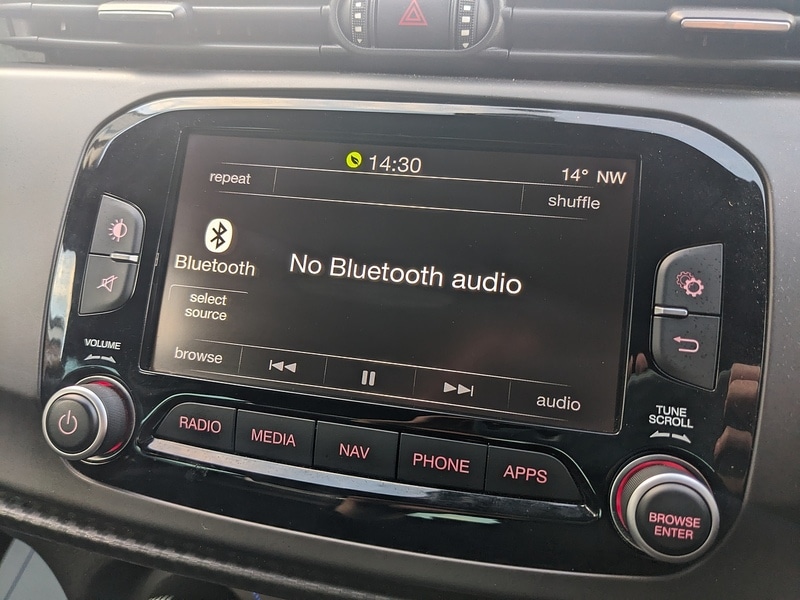 14:30
14° NW
repeat
shuffle
Bluetooth
No Bluetooth audio
select
source
browse
audio
VOLUME
TUNE
SCROLL
RADIO
MEDIA
NAV
PHONE
APPS
BROWSE
ENTER